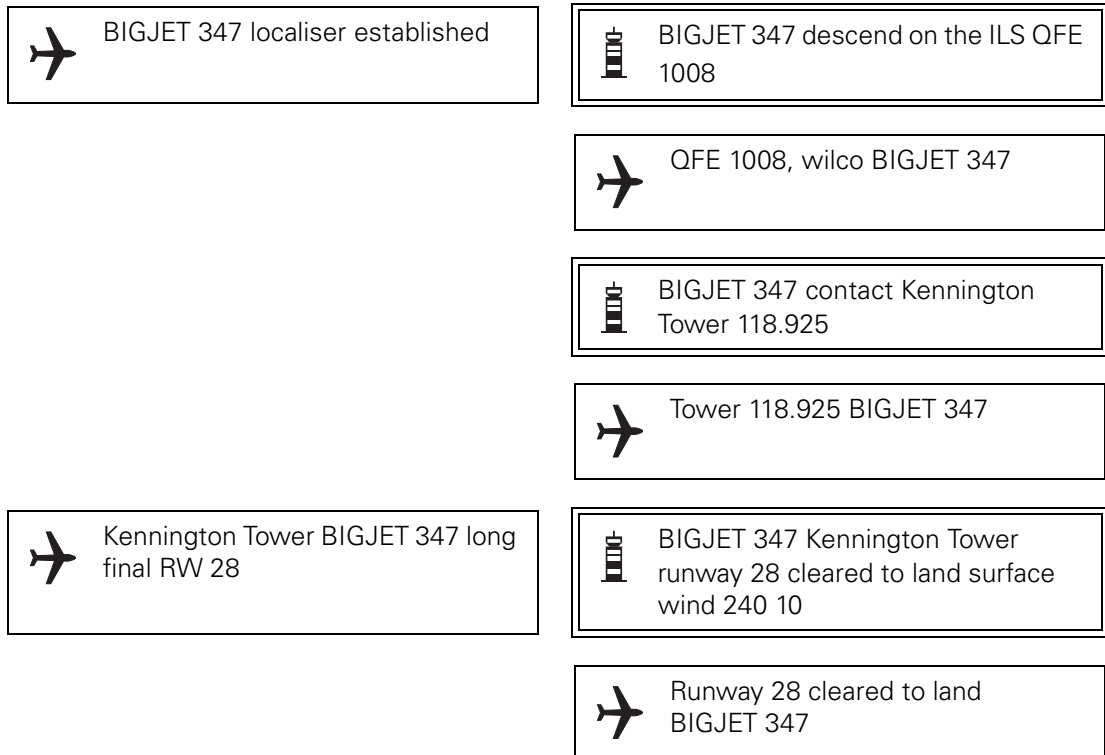 BIGJET 347 localiser established
BIGJET 347 descend on the ILS QFE
1008
QFE 1008, wilco BIGJET 347
BIGJET 347 contact Kennington
Tower 118.925
Tower 118.925 BIGJET 347
Kennington Tower BIGJET 347 long
final RW 28
BIGJET 347 Kennington Tower
runway 28 cleared to land surface
wind 240 10
Runway 28 cleared to land
BIGJET 347